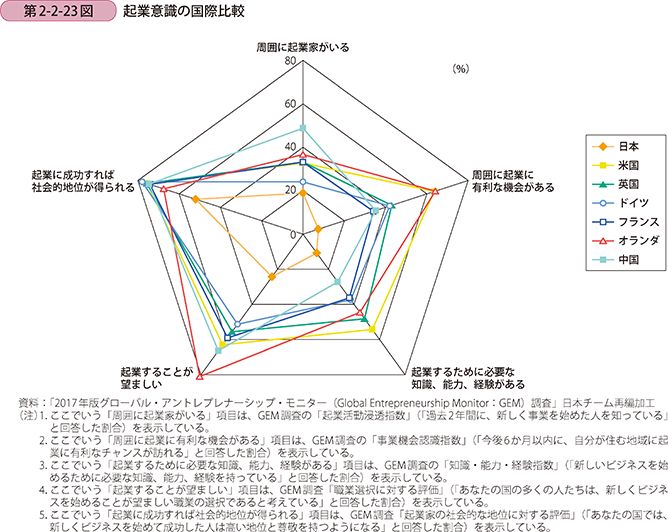 第2-2-23図 起業意識の国際比較
周囲に起業家がいる
(%)
80
60
40
20
0
周囲に起業に
有利な機会がある
起業するために必要な
知識、能力、経験がある
起業することが
望ましい
起業に成功すれば
社会的地位が得られる
日本
米国
英国
ドイツ
フランス
オランダ
中国
資料:「2017年版グローバル・アントレプレナーシップ・モニター(Global Entrepreneurship Monitor:GEM)調査」日本チーム再編加工
(注)1. ここでいう「周囲に起業家がいる」項目は、GEM調査の「起業活動浸透指数」(「過去2年間に、新しく事業を始めた人を知っている」
と回答した割合)を表示している。
2. ここでいう「周囲に起業に有利な機会がある」項目は、GEM調査の「事業機会認識指数」(「今後6か月以内に、自分が住む地域に起
業に有利なチャンスが訪れる」と回答した割合)を表示している。
3. ここでいう「起業するために必要な知識、能力、経験がある」項目は、GEM調査の「知識・能力・経験指数」(「新しいビジネスを始
めるために必要な知識、能力、経験を持っている」と回答した割合)を表示している。
4. ここでいう「起業することが望ましい」項目は、GEM調査「職業選択に対する評価」(「あなたの国の多くの人たちは、新しくビジネス
を始めることが望ましい職業の選択であると考えている」と回答した割合)を表示している。
5. ここでいう「起業に成功すれば社会的地位が得られる」項目は、GEM調査「起業家の社会的な地位に対する評価」(「あなたの国では、
新しくビジネスを始めて成功した人は高い地位と尊敬を持つようになる」と回答した割合)を表示している。